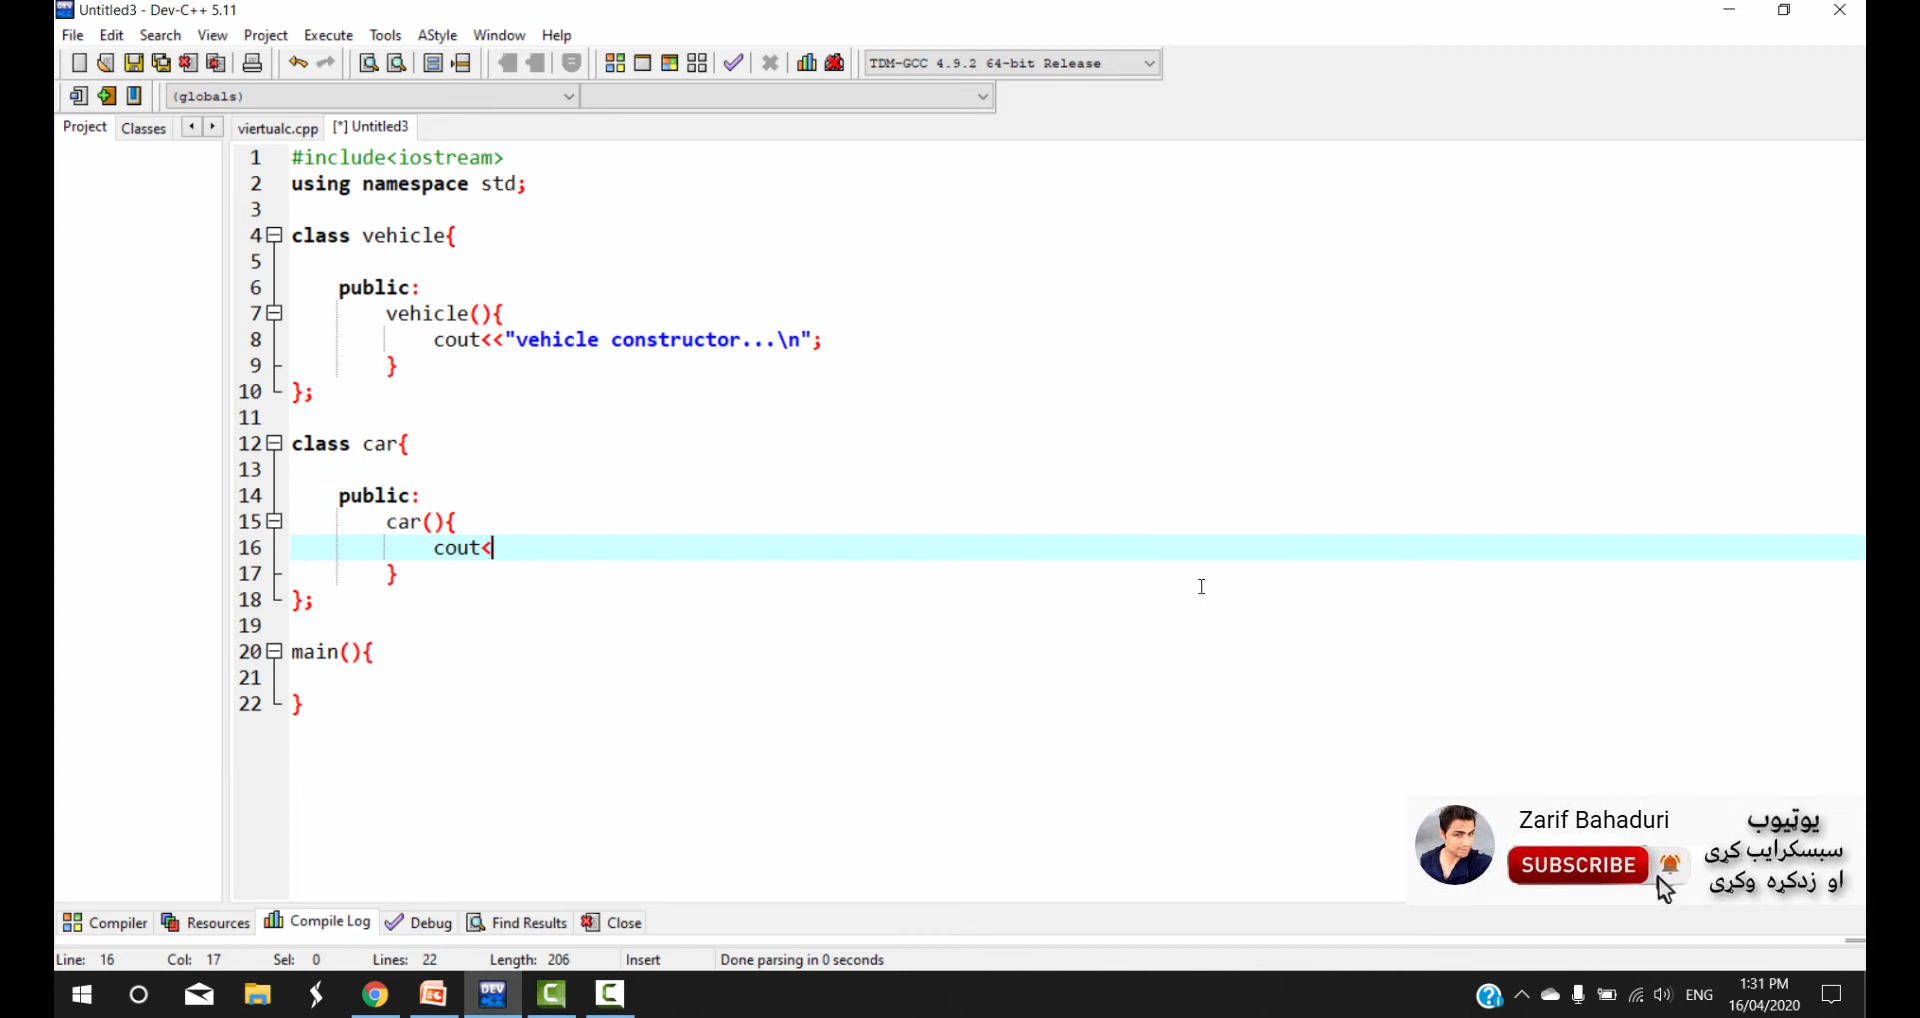 Untitled3 - Dev-C++ 5.11
File Edit Search View Project Execute Tools AStyle Window Help
TDM-GCC 4.9.2 64-bit Release
(globals)
Project Classes viertualc.cpp [*] Untitled3
1 #include<iostream>
2 using namespace std;
3
4 class vehicle{
5
6 public:
7 vehicle(){
8 cout<<"vehicle constructor...\n";
9 }
10 };
11
12 class car{
13
14 public:
15 car(){
16 cout<
17 }
18 };
19
20 main(){
21
22 }
Zarif Bahaduri
SUBSCRIBE
یوټیوب
سبسکرایب کړی
او زدکړه وکړی
Compiler Resources Compile Log Debug Find Results Close
Line: 16 Col: 17 Sel: 0 Lines: 22 Length: 206 Insert Done parsing in 0 seconds
DEV
ENG
1:31 PM
16/04/2020